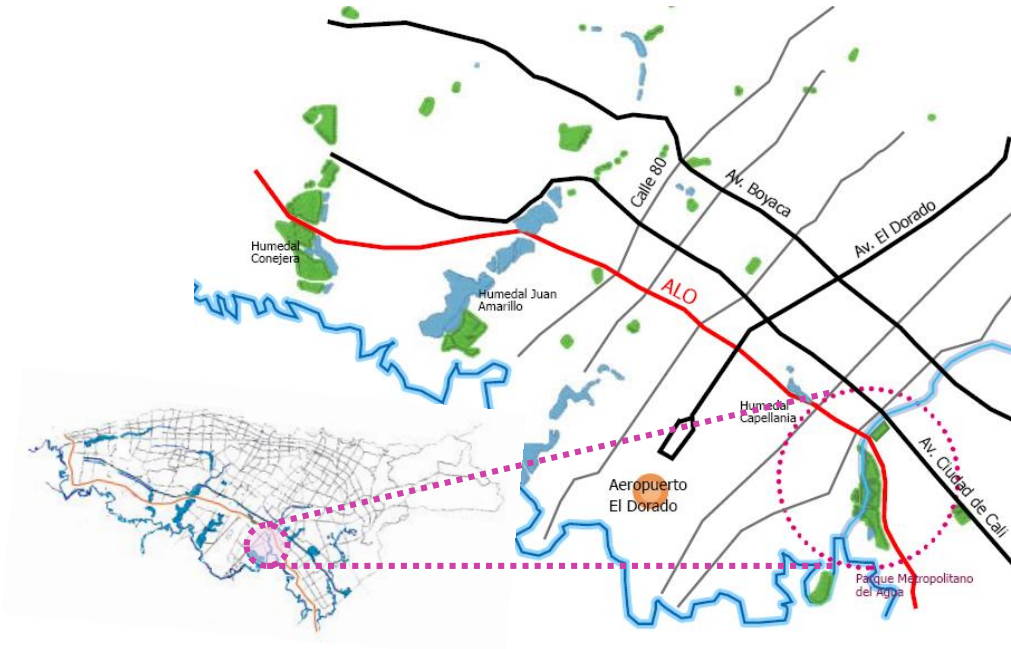 Calle 80
Av. Boyaca
Av. El Dorado
Humedal
Conejera
ALO
Humedal Juan
Amarillo
Humedal
Capellania
Av. Ciudad de Cali
Aeropuerto
El Dorado
Parque Metropolitano
del Agua